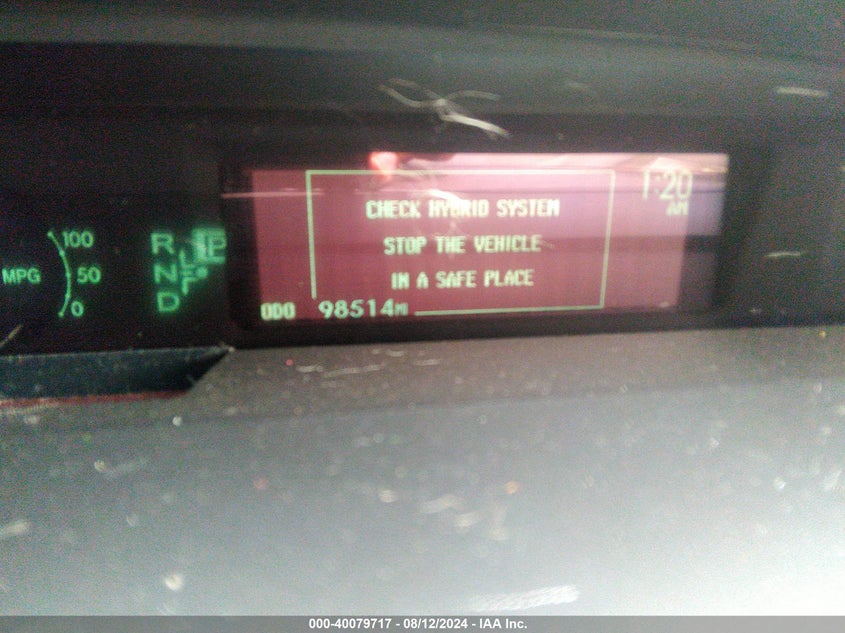 100
MPG
50
0
R
N
D
P
CHECK HYBRID SYSTEM
STOP THE VEHICLE
IN A SAFE PLACE
1:20
AM
ODO 98514MI
000-40079717 - 08/12/2024 - IAA Inc.